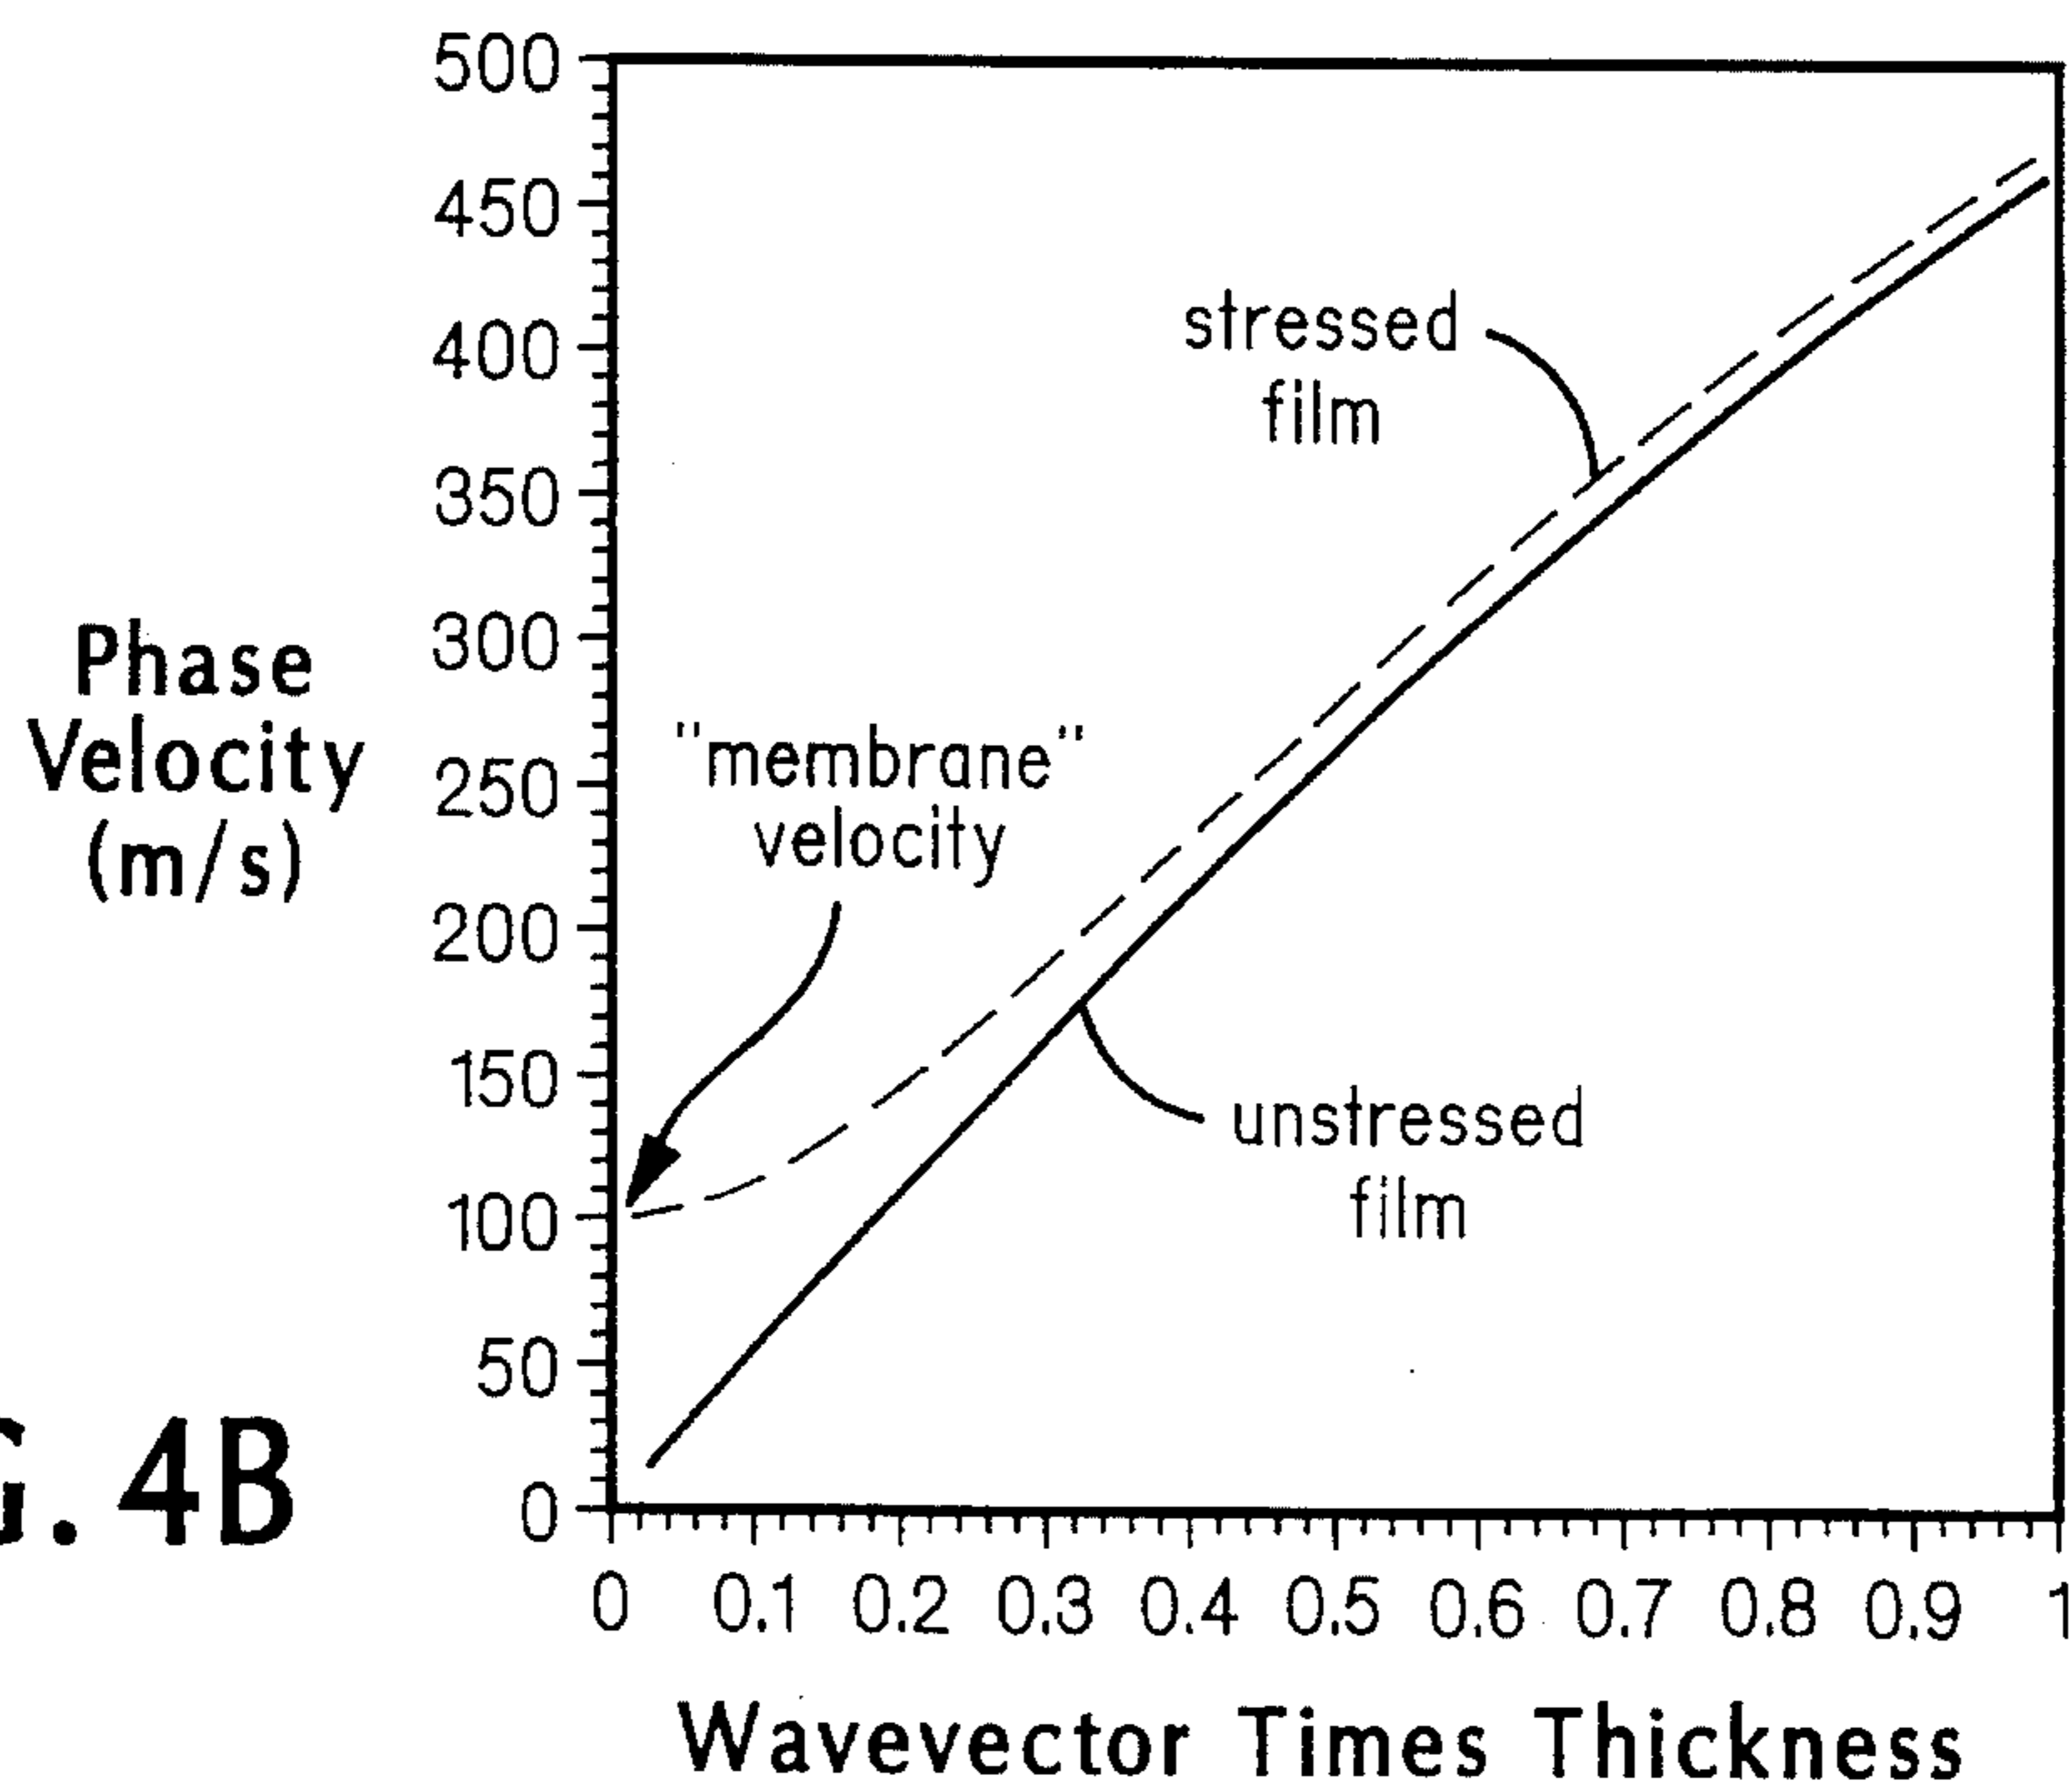 500
450
400
350
300
250
200
150
100
50
0
Phase
Velocity
(m/s)
stressed
film
"membrane"
velocity
unstressed
film
G. 4B
0 0.1 0.2 0.3 0.4 0.5 0.6 0.7 0.8 0.9 1
Wavevector Times Thickness